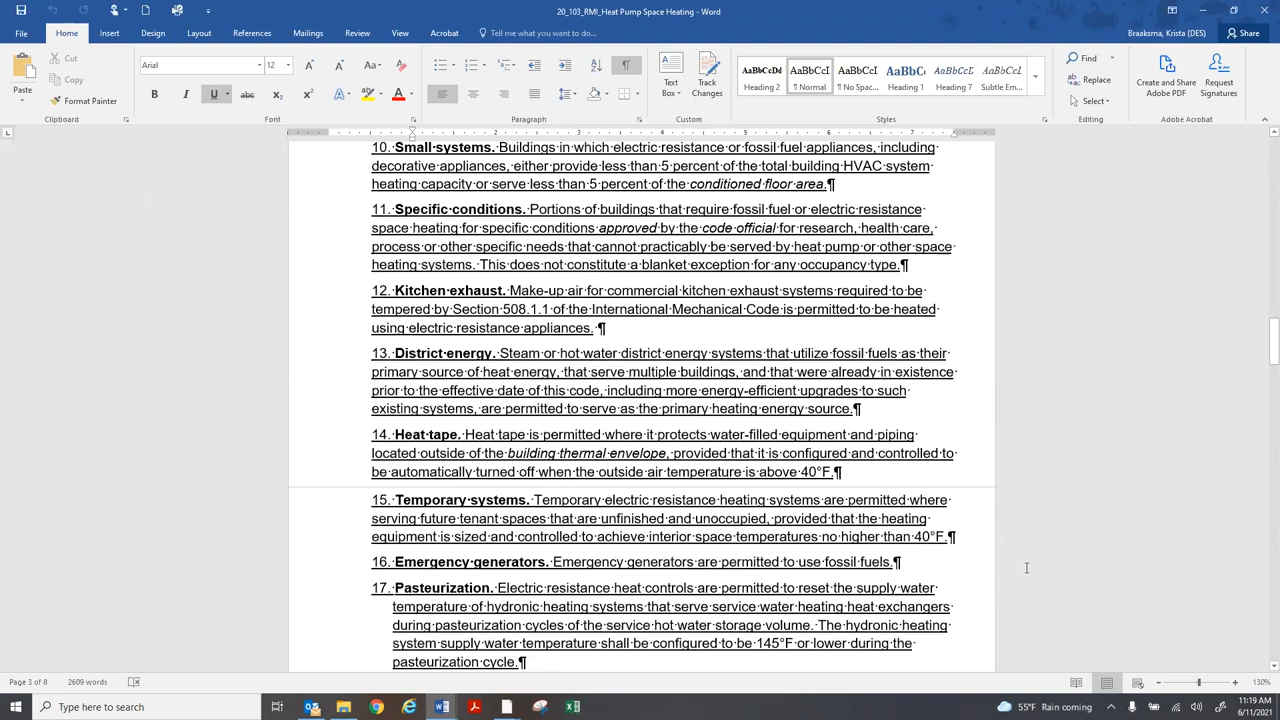 20_103_RMI_Heat Pump Space Heating - Word
File Home Insert Design Layout References Mailings Review View Acrobat Tell me what you want to do... Braaksma, Krista (DES) Share
Paste Cut Copy Format Painter
Arial 12
B I U abc x₂ x²
Text Box Track Changes
AaBbCcDd Heading 2 AaBbCcI ¶ Normal AaBbCcI ¶ No Spac... AaBbC Heading 1 AaBbCcI Heading 7 AaBbCcI Subtle Em...
Find Replace Select
Create and Share Adobe PDF Request Signatures
Clipboard Font Paragraph Custom Styles Editing Adobe Acrobat
1 2 3 4 5 6 7
10. Small systems. Buildings in which electric resistance or fossil fuel appliances, including
decorative appliances, either provide less than 5 percent of the total building HVAC system
heating capacity or serve less than 5 percent of the conditioned floor area.¶
11. Specific conditions. Portions of buildings that require fossil fuel or electric resistance
space heating for specific conditions approved by the code official for research, health care,
process or other specific needs that cannot practicably be served by heat pump or other space
heating systems. This does not constitute a blanket exception for any occupancy type.¶
12. Kitchen exhaust. Make-up air for commercial kitchen exhaust systems required to be
tempered by Section 508.1.1 of the International Mechanical Code is permitted to be heated
using electric resistance appliances. ¶
13. District energy. Steam or hot water district energy systems that utilize fossil fuels as their
primary source of heat energy, that serve multiple buildings, and that were already in existence
prior to the effective date of this code, including more energy-efficient upgrades to such
existing systems, are permitted to serve as the primary heating energy source.¶
14. Heat tape. Heat tape is permitted where it protects water-filled equipment and piping
located outside of the building thermal envelope, provided that it is configured and controlled to
be automatically turned off when the outside air temperature is above 40°F.¶
15. Temporary systems. Temporary electric resistance heating systems are permitted where
serving future tenant spaces that are unfinished and unoccupied, provided that the heating
equipment is sized and controlled to achieve interior space temperatures no higher than 40°F.¶
16. Emergency generators. Emergency generators are permitted to use fossil fuels.¶
17. Pasteurization. Electric resistance heat controls are permitted to reset the supply water
temperature of hydronic heating systems that serve service water heating heat exchangers
during pasteurization cycles of the service hot water storage volume. The hydronic heating
system supply water temperature shall be configured to be 145°F or lower during the
pasteurization cycle.¶
Page 3 of 8 2609 words 130%
Type here to search 55°F Rain coming 11:19 AM
6/11/2021